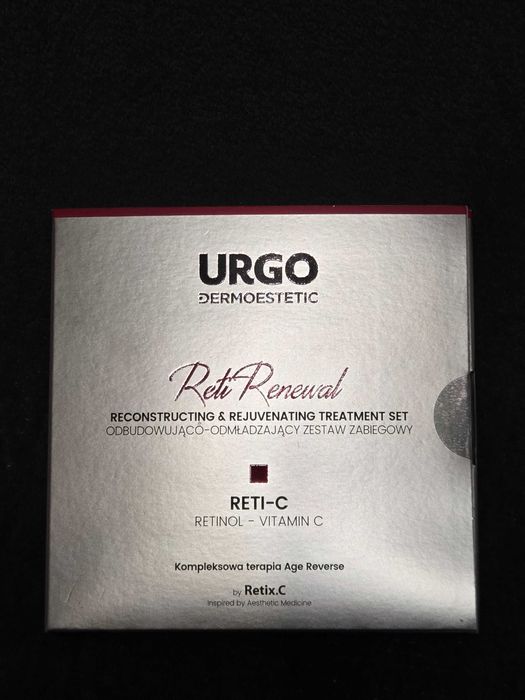 URGO
DERMOESTETIC
Reti Renewal
RECONSTRUCTING & REJUVENATING TREATMENT SET
ODBUDOWUJĄCO-ODMŁADZAJĄCY ZESTAW ZABIEGOWY
RETI-C
RETINOL - VITAMIN C
Kompleksowa terapia Age Reverse
by Retix.C
Inspired by Aesthetic Medicine